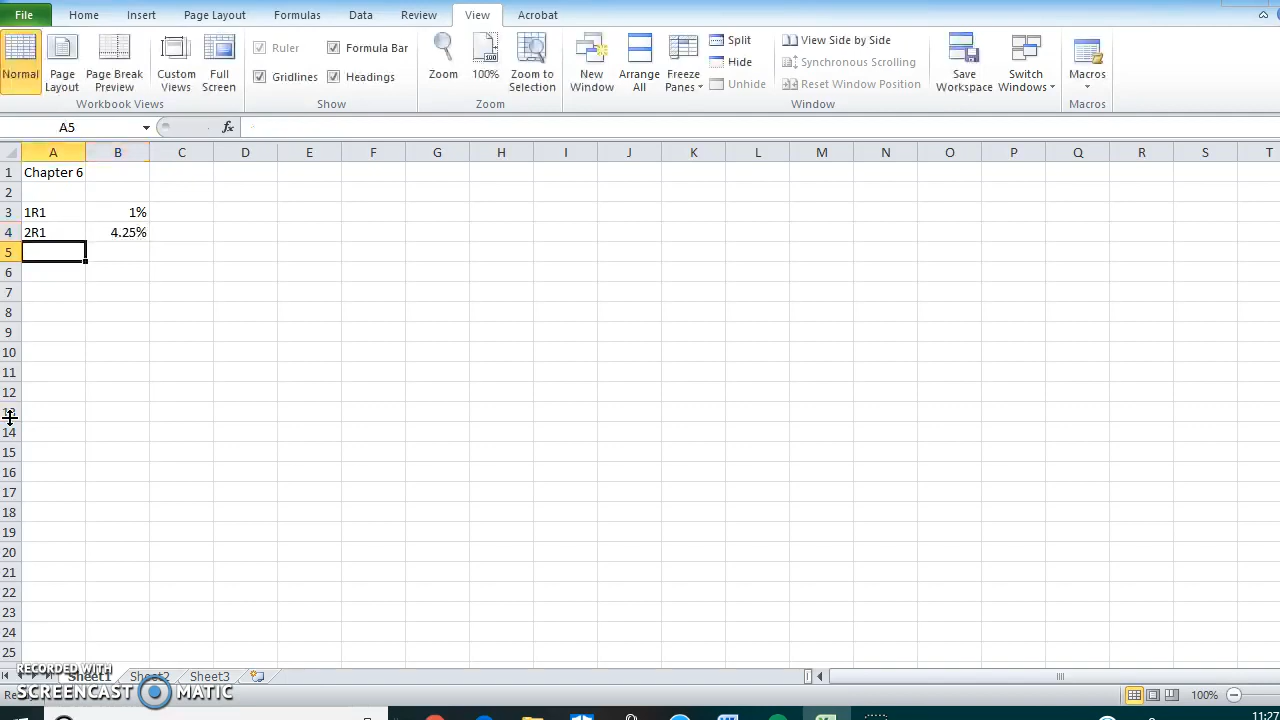 File Home Insert Page Layout Formulas Data Review View Acrobat
Normal
Page Layout
Page Break Preview
Custom Views
Full Screen
Workbook Views
Ruler
Formula Bar
Gridlines
Headings
Show
Zoom
100%
Zoom to Selection
Zoom
New Window
Arrange All
Freeze Panes
Split
Hide
Unhide
View Side by Side
Synchronous Scrolling
Reset Window Position
Window
Save Workspace
Switch Windows
Macros
Macros
A5 fx
A B C D E F G H I J K L M N O P Q R S T
1 Chapter 6
2
3 1R1 1%
4 2R1 4.25%
5
6
7
8
9
10
11
12
13
14
15
16
17
18
19
20
21
22
23
24
25
Sheet1 Sheet2 Sheet3
RECORDED WITH
SCREENCAST MATIC
100%
11:27